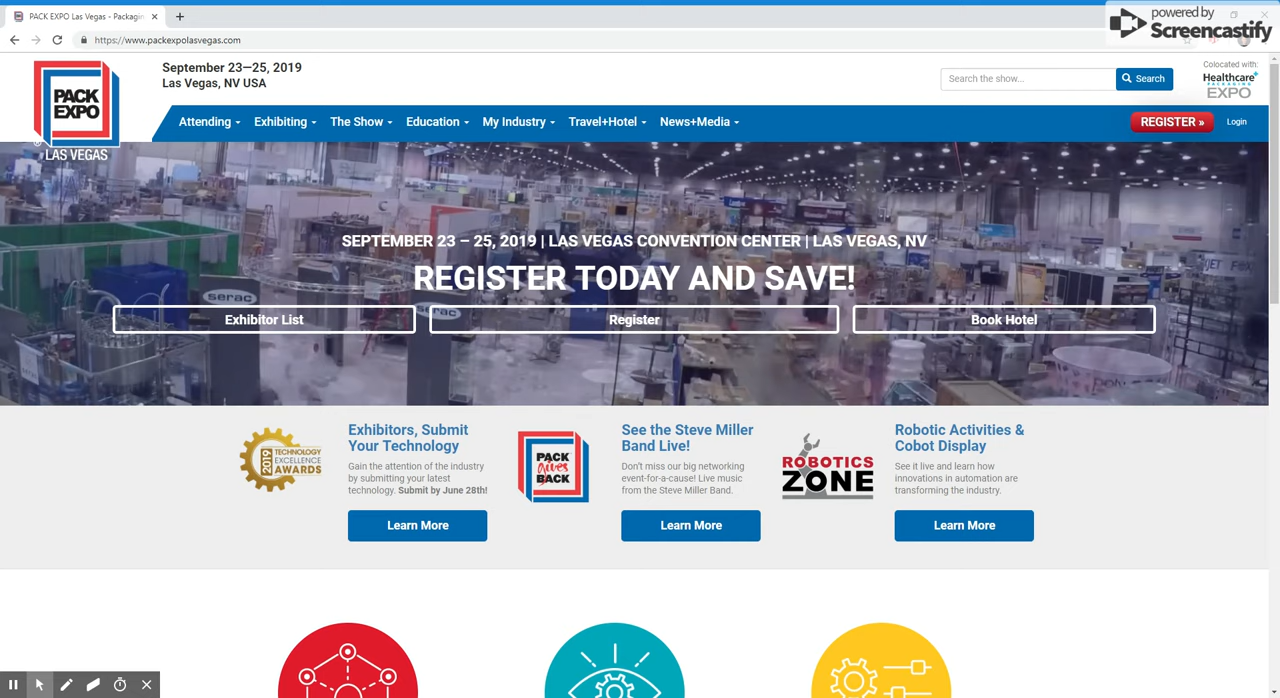 PACK EXPO Las Vegas - Packagin
powered by
Screencastify
https://www.packexpolasvegas.com
September 23—25, 2019
Las Vegas, NV USA
PACK
EXPO
®
LAS VEGAS
Search the show...
Search
Colocated with:
Healthcare
PACKAGING
EXPO
Attending
Exhibiting
The Show
Education
My Industry
Travel+Hotel
News+Media
REGISTER »
Login
SEPTEMBER 23 – 25, 2019 | LAS VEGAS CONVENTION CENTER | LAS VEGAS, NV
REGISTER TODAY AND SAVE!
serac
Exhibitor List
Register
Book Hotel
2019
TECHNOLOGY
EXCELLENCE
AWARDS
Exhibitors, Submit
Your Technology
Gain the attention of the industry
by submitting your latest
technology. Submit by June 28th!
Learn More
PACK
gives
BACK
See the Steve Miller
Band Live!
Don't miss our big networking
event-for-a-cause! Live music
from the Steve Miller Band.
Learn More
ROBOTICS
ZONE
Robotic Activities &
Cobot Display
See it live and learn how
innovations in automation are
transforming the industry.
Learn More